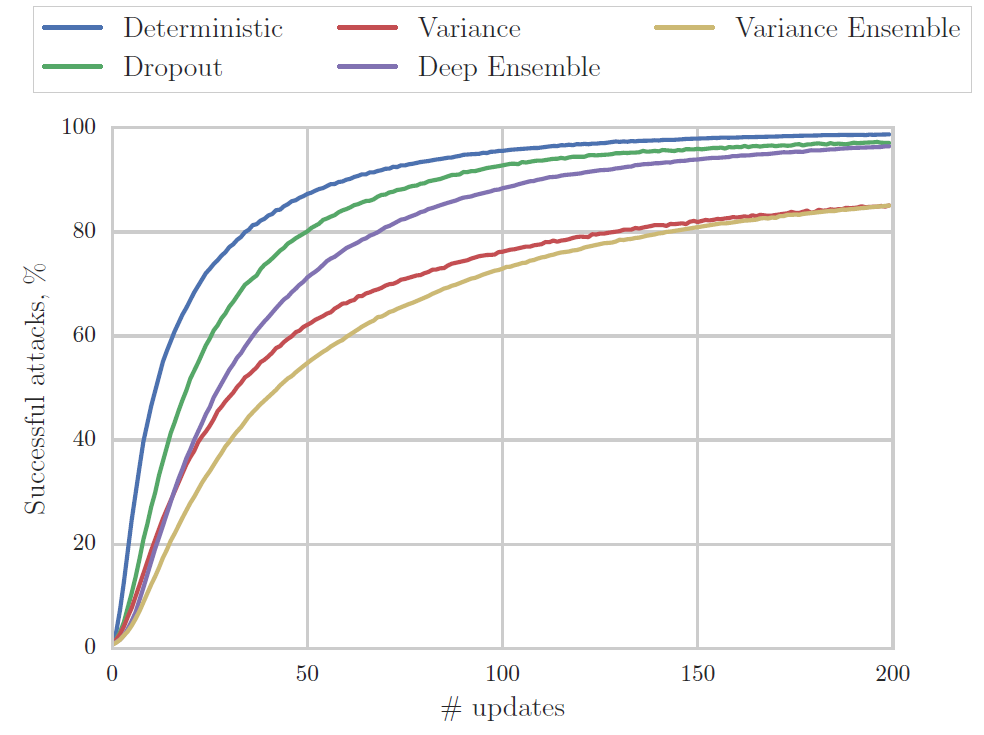 Deterministic Variance Variance Ensemble
Dropout Deep Ensemble
100
80
60
40
20
0
Successful attacks, %
0 50 100 150 200
# updates